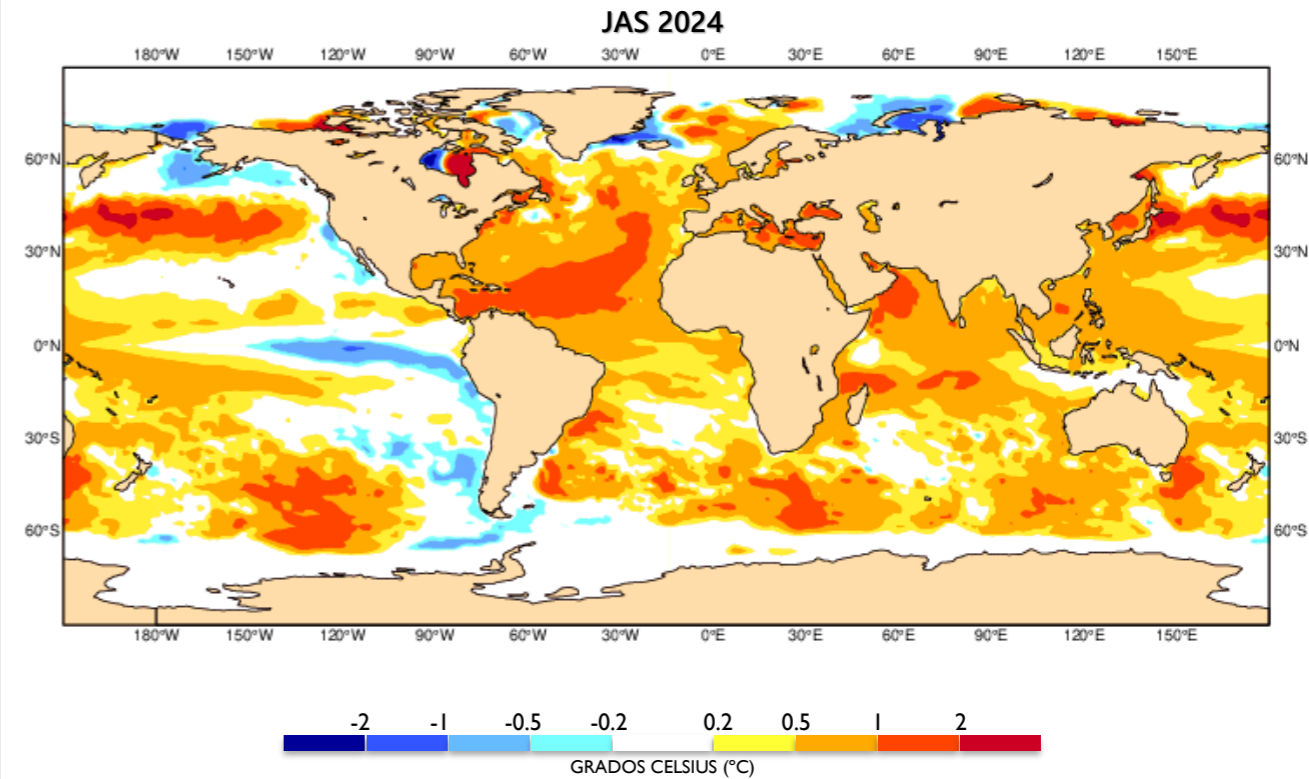 JAS 2024
180°W 150°W 120°W 90°W 60°W 30°W 0°E 30°E 60°E 90°E 120°E 150°E
60°N 60°N
30°N 30°N
0°N 0°N
30°S 30°S
60°S 60°S
180°W 150°W 120°W 90°W 60°W 30°W 0°E 30°E 60°E 90°E 120°E 150°E
-2 -1 -0.5 -0.2 0.2 0.5 1 2
GRADOS CELSIUS (°C)